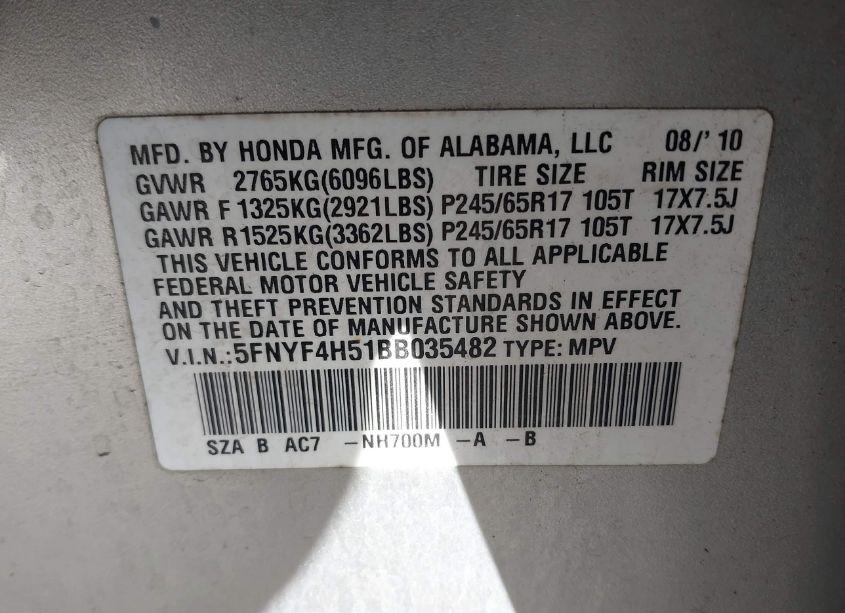 MFD. BY HONDA MFG. OF ALABAMA, LLC 08/' 10
GVWR 2765KG(6096LBS) TIRE SIZE RIM SIZE
GAWR F 1325KG(2921LBS) P245/65R17 105T 17X7.5J
GAWR R1525KG(3362LBS) P245/65R17 105T 17X7.5J
THIS VEHICLE CONFORMS TO ALL APPLICABLE
FEDERAL MOTOR VEHICLE SAFETY
AND THEFT PREVENTION STANDARDS IN EFFECT
ON THE DATE OF MANUFACTURE SHOWN ABOVE.
V.I.N.:5FNYF4H51BB035482 TYPE: MPV
SZA B AC7 -NH700M -A -B